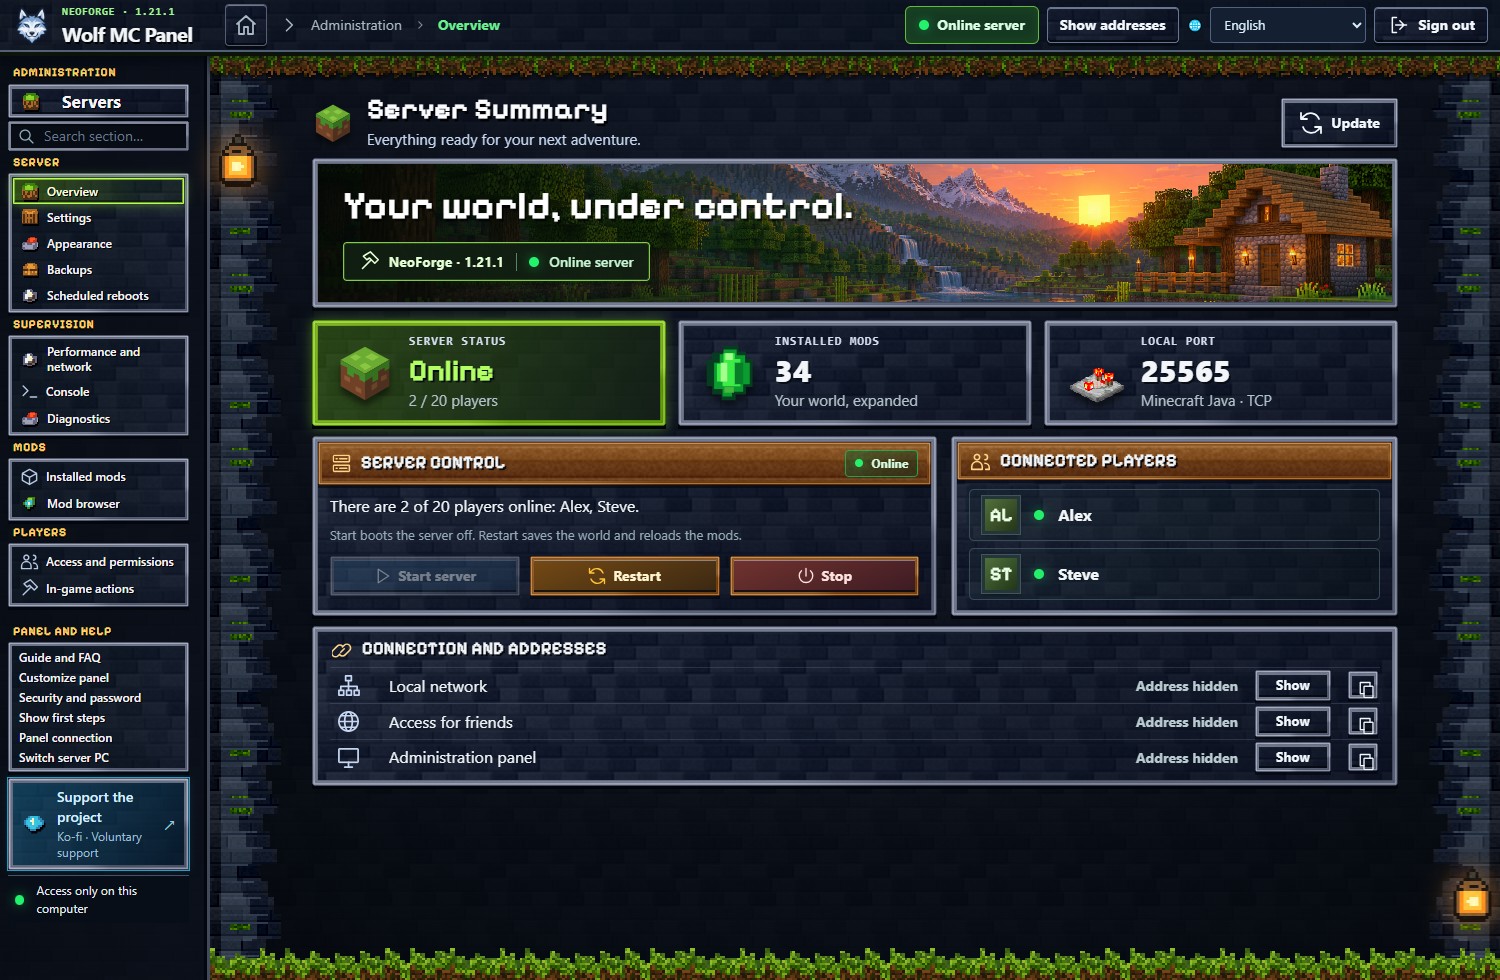 NEOFORGE · 1.21.1
Wolf MC Panel
Administration
Overview
Online server
Show addresses
English
Sign out
ADMINISTRATION
Servers
Search section...
SERVER
Overview
Settings
Appearance
Backups
Scheduled reboots
SUPERVISION
Performance and
network
Console
Diagnostics
MODS
Installed mods
Mod browser
PLAYERS
Access and permissions
In-game actions
PANEL AND HELP
Guide and FAQ
Customize panel
Security and password
Show first steps
Panel connection
Switch server PC
Support the
project
Ko-fi · Voluntary
support
Access only on this
computer
Server Summary
Everything ready for your next adventure.
Update
Your world, under control.
NeoForge · 1.21.1
Online server
SERVER STATUS
Online
2 / 20 players
INSTALLED MODS
34
Your world, expanded
LOCAL PORT
25565
Minecraft Java · TCP
SERVER CONTROL
Online
There are 2 of 20 players online: Alex, Steve.
Start boots the server off. Restart saves the world and reloads the mods.
Start server
Restart
Stop
CONNECTED PLAYERS
AL
Alex
ST
Steve
CONNECTION AND ADDRESSES
Local network
Address hidden
Show
Access for friends
Address hidden
Show
Administration panel
Address hidden
Show